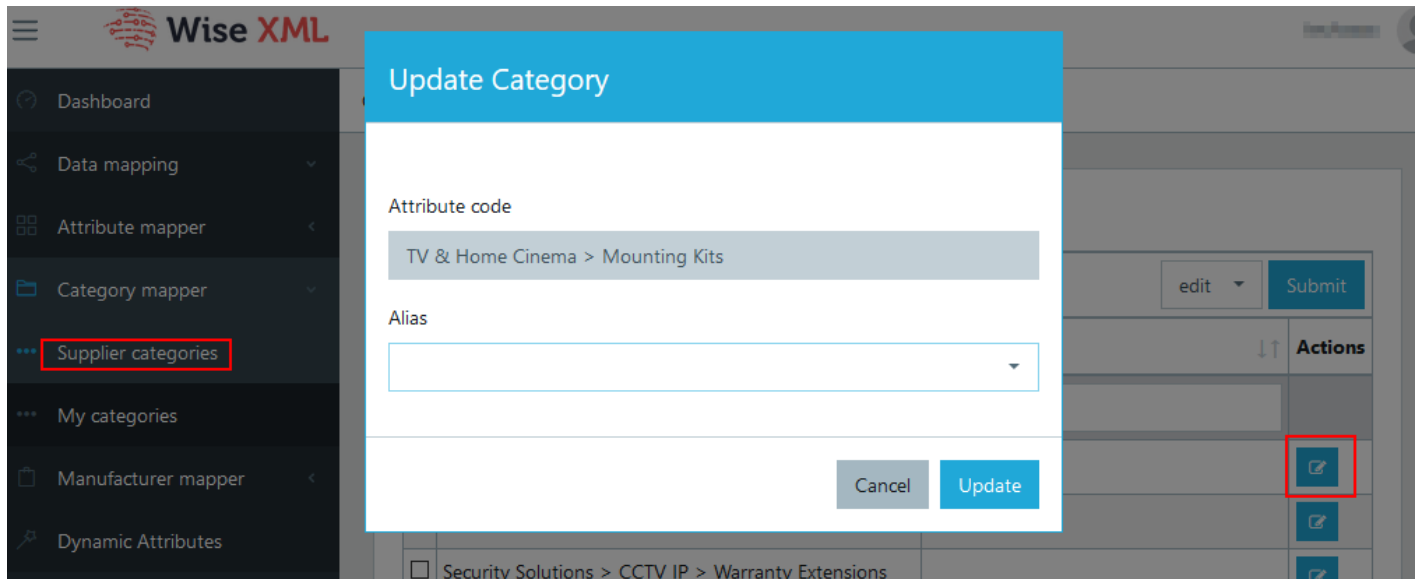 Wise XML
Dashboard
Data mapping
Attribute mapper
Category mapper
Supplier categories
My categories
Manufacturer mapper
Dynamic Attributes
Update Category
Attribute code
TV & Home Cinema > Mounting Kits
Alias
Cancel
Update
edit
Submit
Actions
Security Solutions > CCTV IP > Warranty Extensions